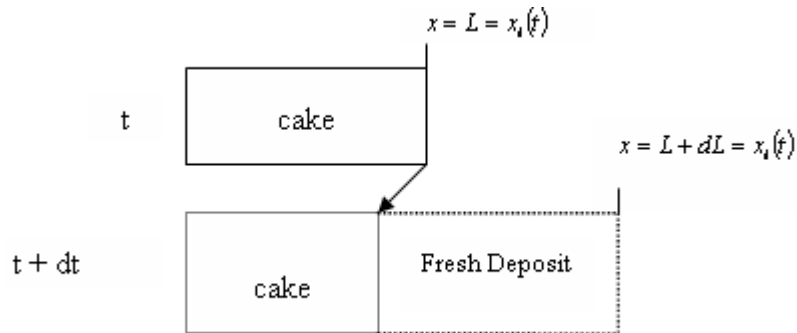 x = L = x_i(t)
t
cake
x = L + dL = x_i(t)
t + dt
cake
Fresh Deposit